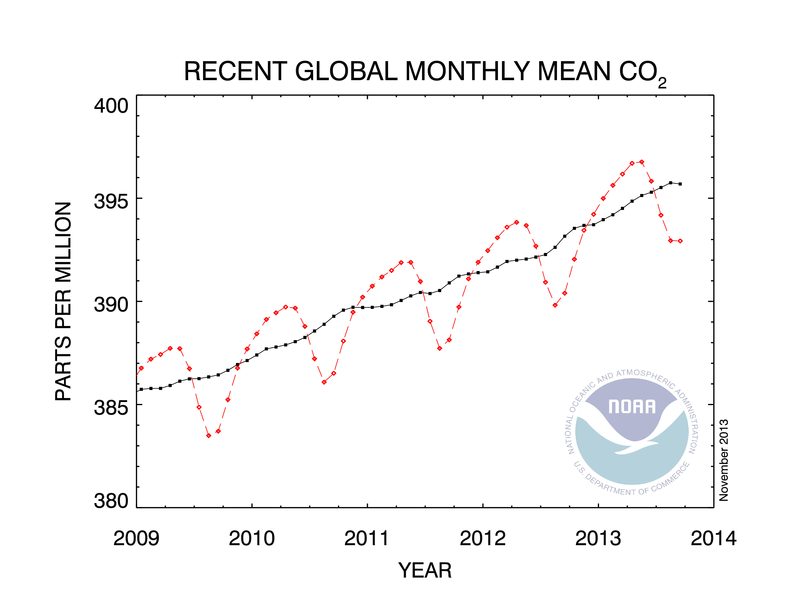 RECENT GLOBAL MONTHLY MEAN CO2
400
395
390
385
380
PARTS PER MILLION
2009 2010 2011 2012 2013 2014
YEAR
NATIONAL OCEANIC AND ATMOSPHERIC ADMINISTRATION
NOAA
U.S. DEPARTMENT OF COMMERCE
November 2013